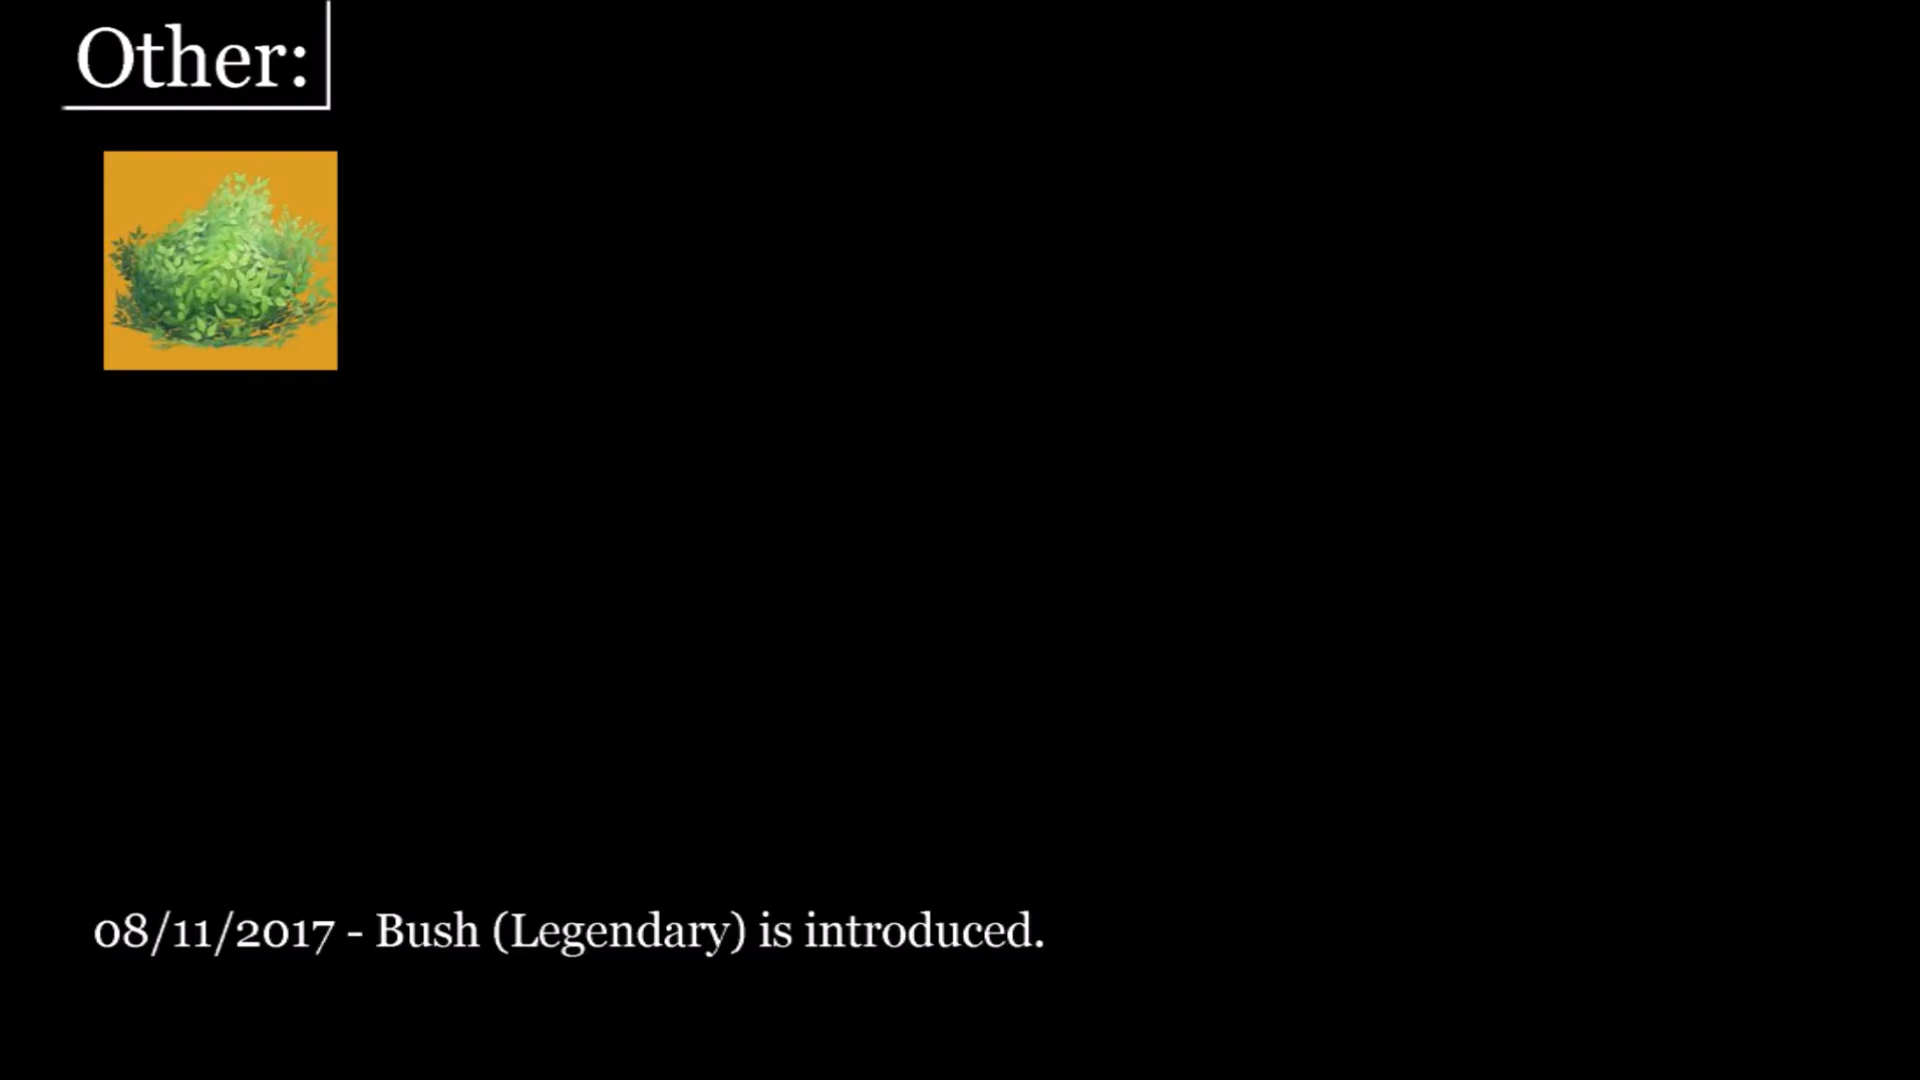 Other:
08/11/2017 - Bush (Legendary) is introduced.